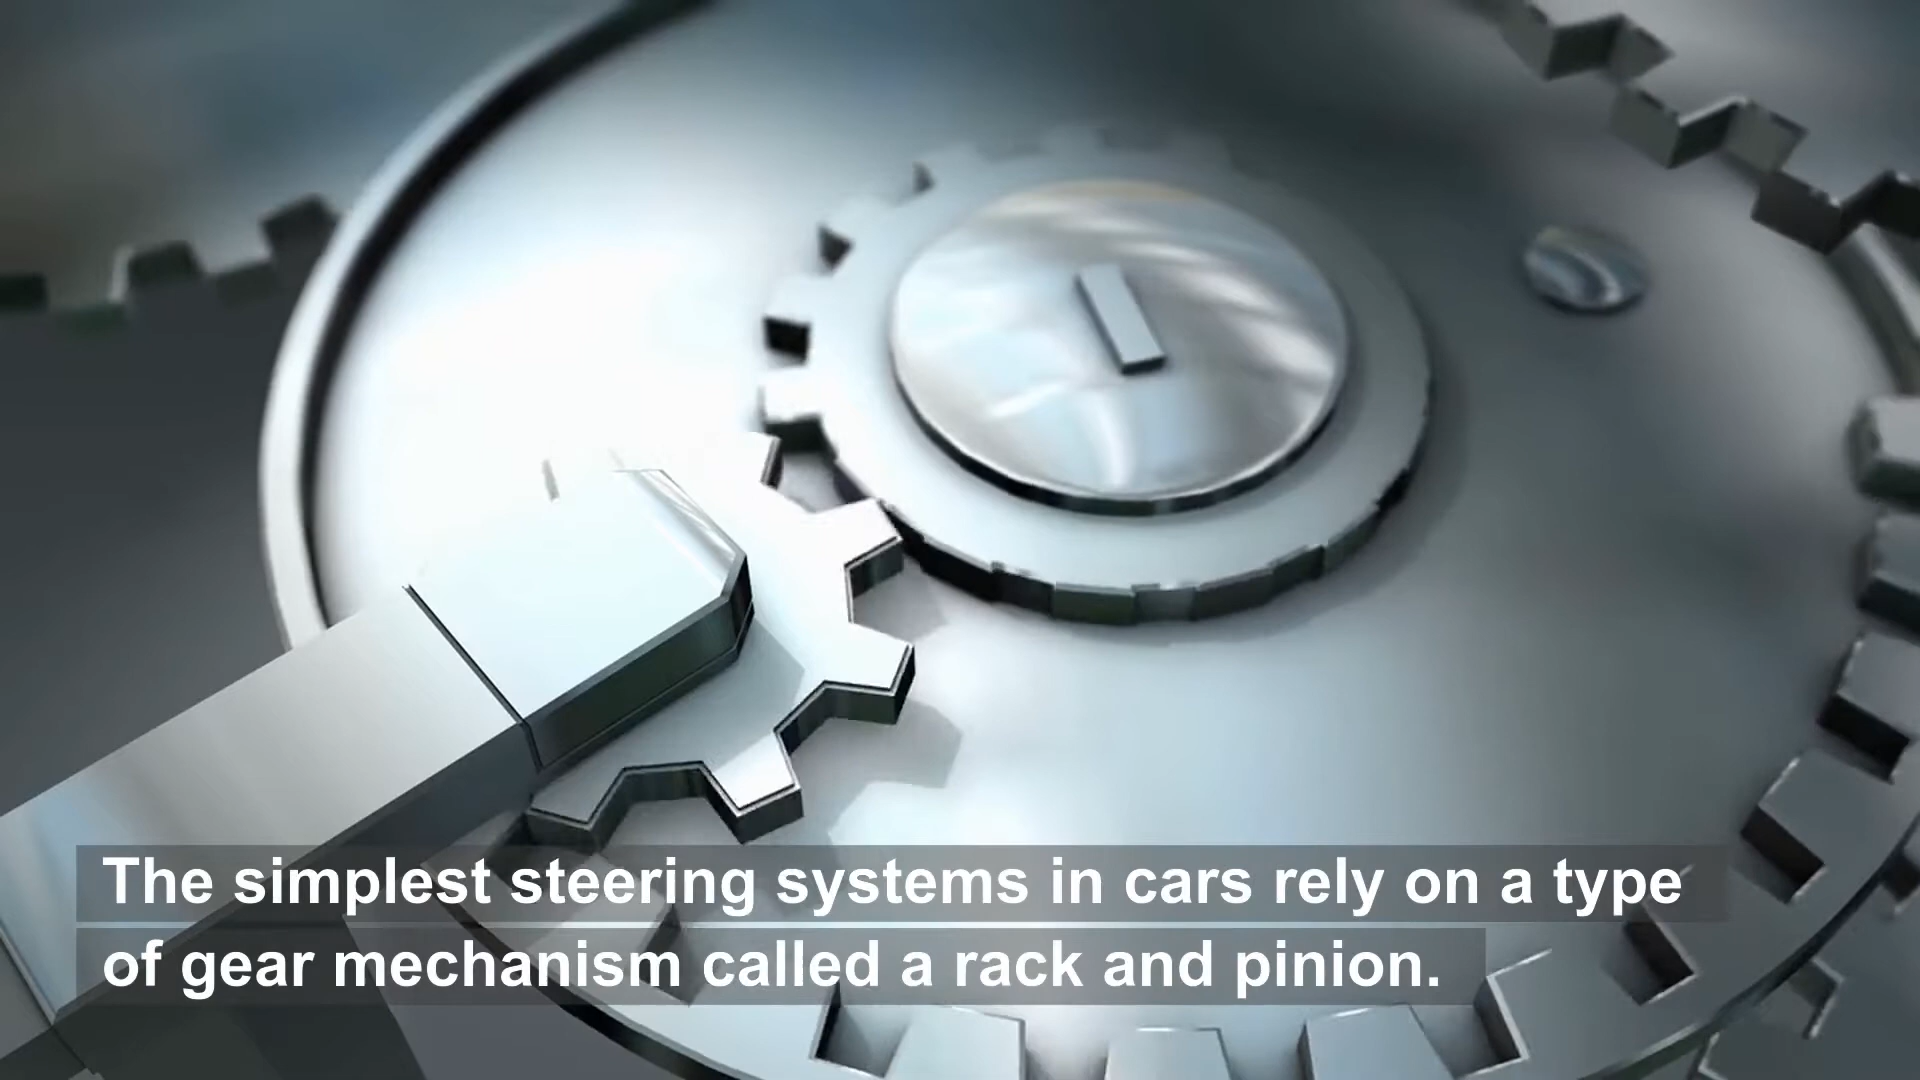 The simplest steering systems in cars rely on a type
of gear mechanism called a rack and pinion.